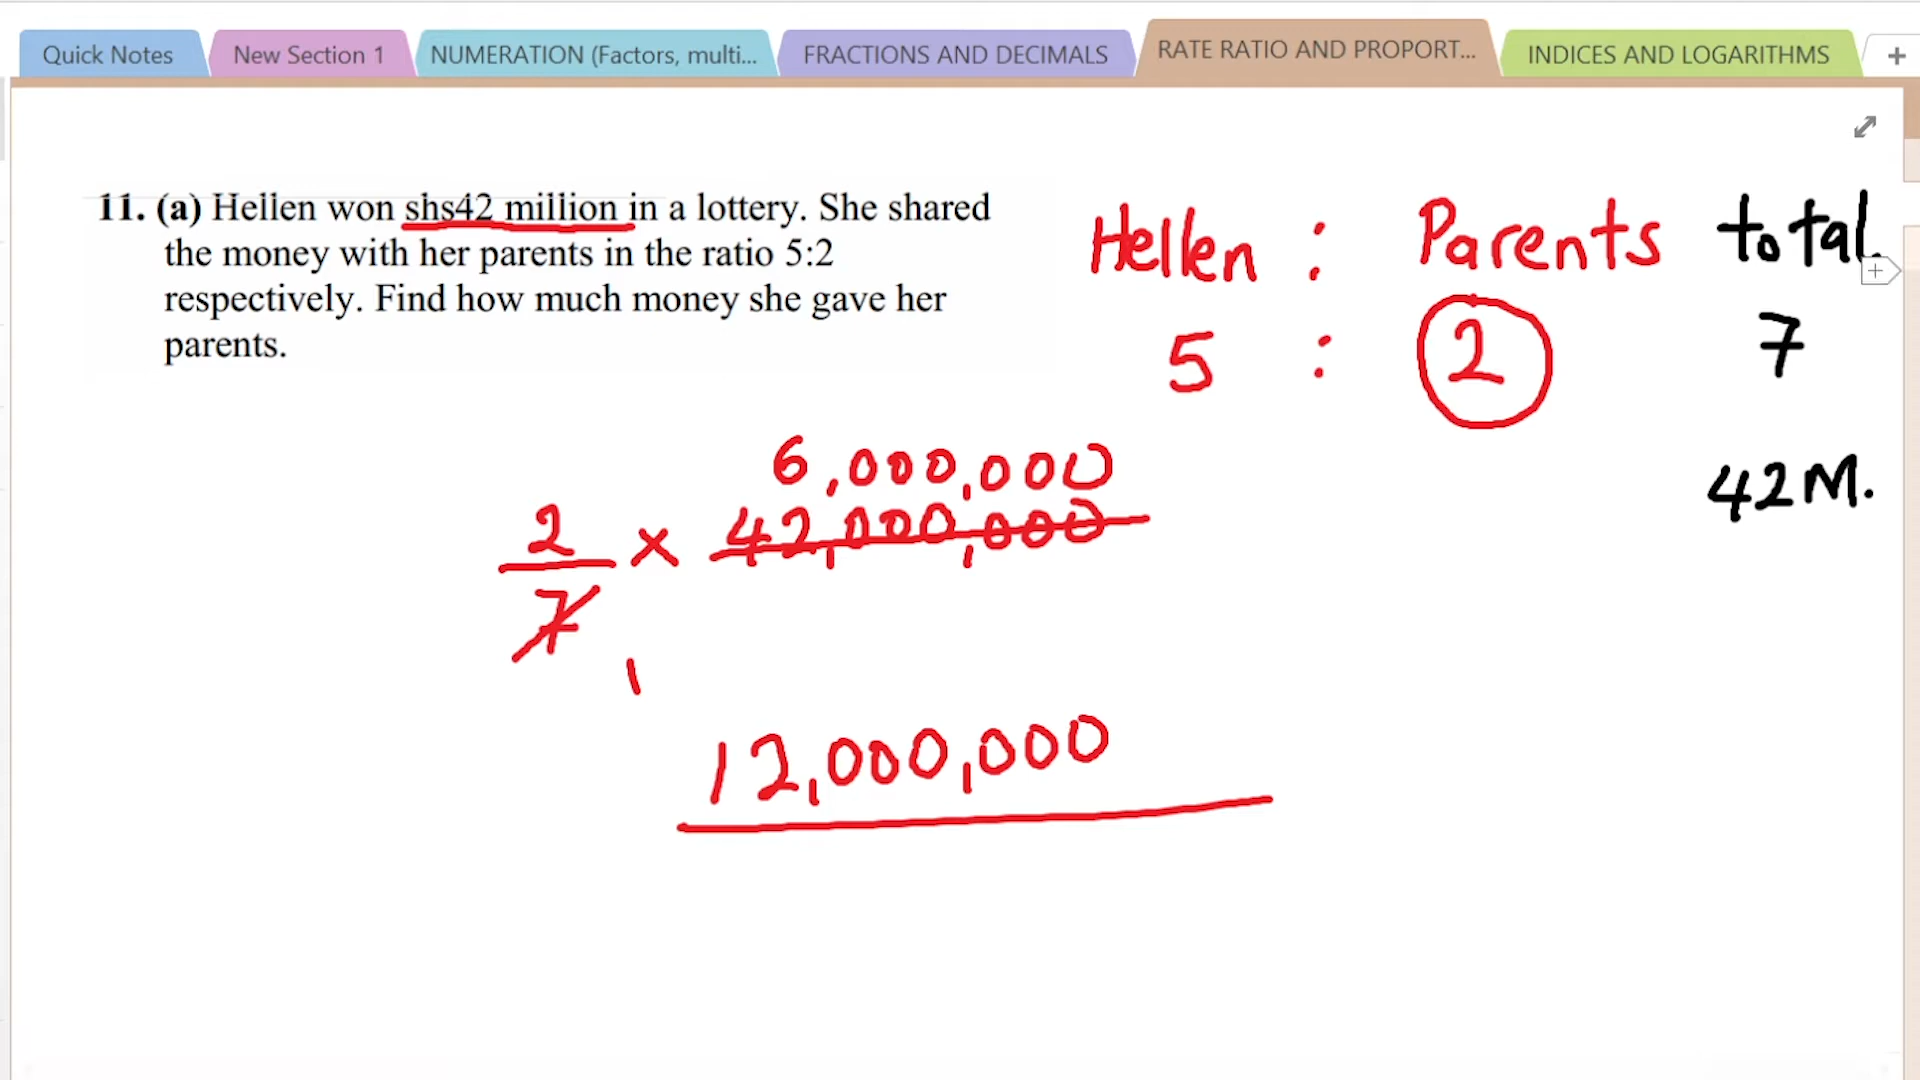 Quick Notes
New Section 1
NUMERATION (Factors, multi...
FRACTIONS AND DECIMALS
RATE RATIO AND PROPORT...
INDICES AND LOGARITHMS
+
11. (a) Hellen won shs42 million in a lottery. She shared
the money with her parents in the ratio 5:2
respectively. Find how much money she gave her
parents.
Hellen : Parents total.
5 : 2 7
42M.
6,000,000
2 × 42,000,000
7
1
12,000,000